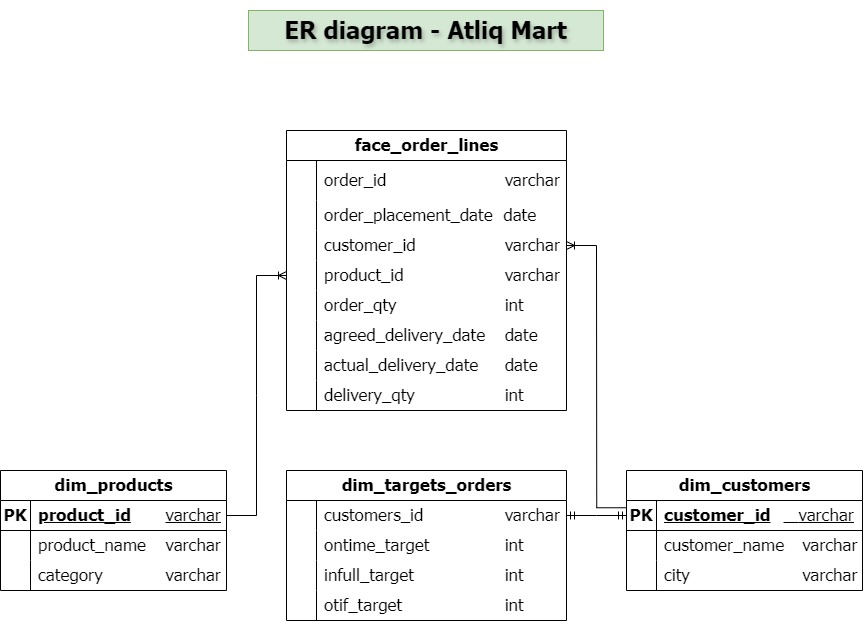 ER diagram - Atliq Mart
face_order_lines
order_id varchar
order_placement_date date
customer_id varchar
product_id varchar
order_qty int
agreed_delivery_date date
actual_delivery_date date
delivery_qty int
dim_products
PK product_id varchar
product_name varchar
category varchar
dim_targets_orders
customers_id varchar
ontime_target int
infull_target int
otif_target int
dim_customers
PK customer_id varchar
customer_name varchar
city varchar